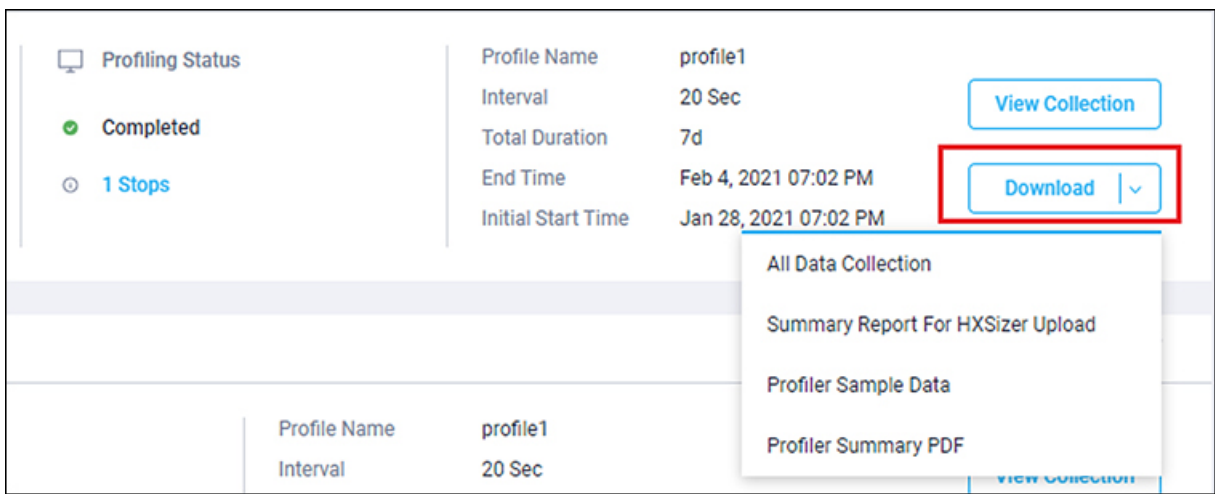 Profiling Status
Completed
1 Stops
Profile Name profile1
Interval 20 Sec
Total Duration 7d
End Time Feb 4, 2021 07:02 PM
Initial Start Time Jan 28, 2021 07:02 PM
View Collection
Download
All Data Collection
Summary Report For HXSizer Upload
Profiler Sample Data
Profiler Summary PDF
Profile Name profile1
Interval 20 Sec
View Collection